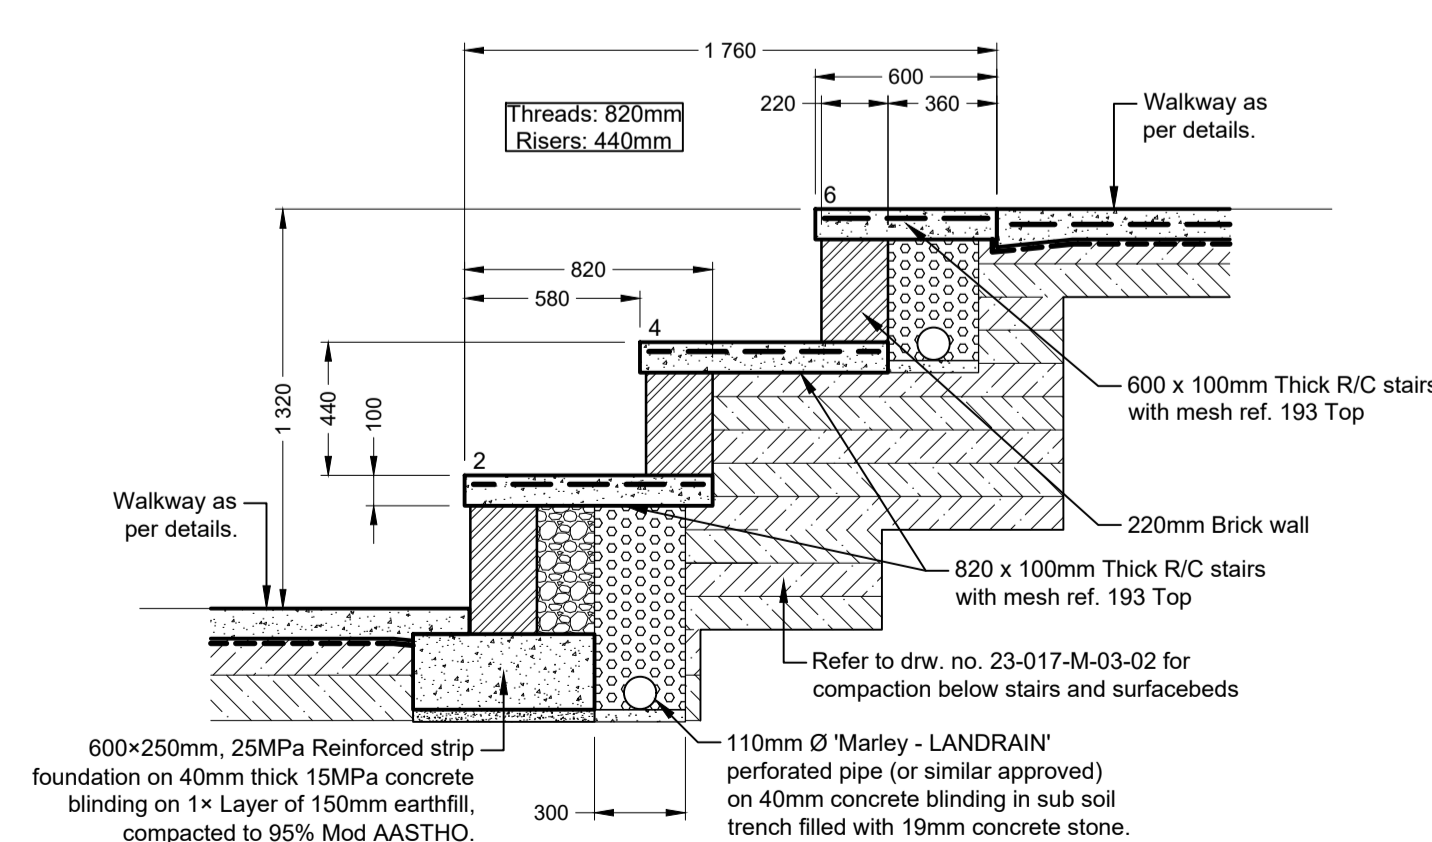 1 760
600
220
360
Threads: 820mm
Risers: 440mm
Walkway as
per details.
6
820
580
4
1 320
440
100
600 x 100mm Thick R/C stairs
with mesh ref. 193 Top
2
Walkway as
per details.
220mm Brick wall
820 x 100mm Thick R/C stairs
with mesh ref. 193 Top
Refer to drw. no. 23-017-M-03-02 for
compaction below stairs and surfacebeds
600×250mm, 25MPa Reinforced strip
foundation on 40mm thick 15MPa concrete
blinding on 1× Layer of 150mm earthfill,
compacted to 95% Mod AASTHO.
300
110mm Ø 'Marley - LANDRAIN'
perforated pipe (or similar approved)
on 40mm concrete blinding in sub soil
trench filled with 19mm concrete stone.